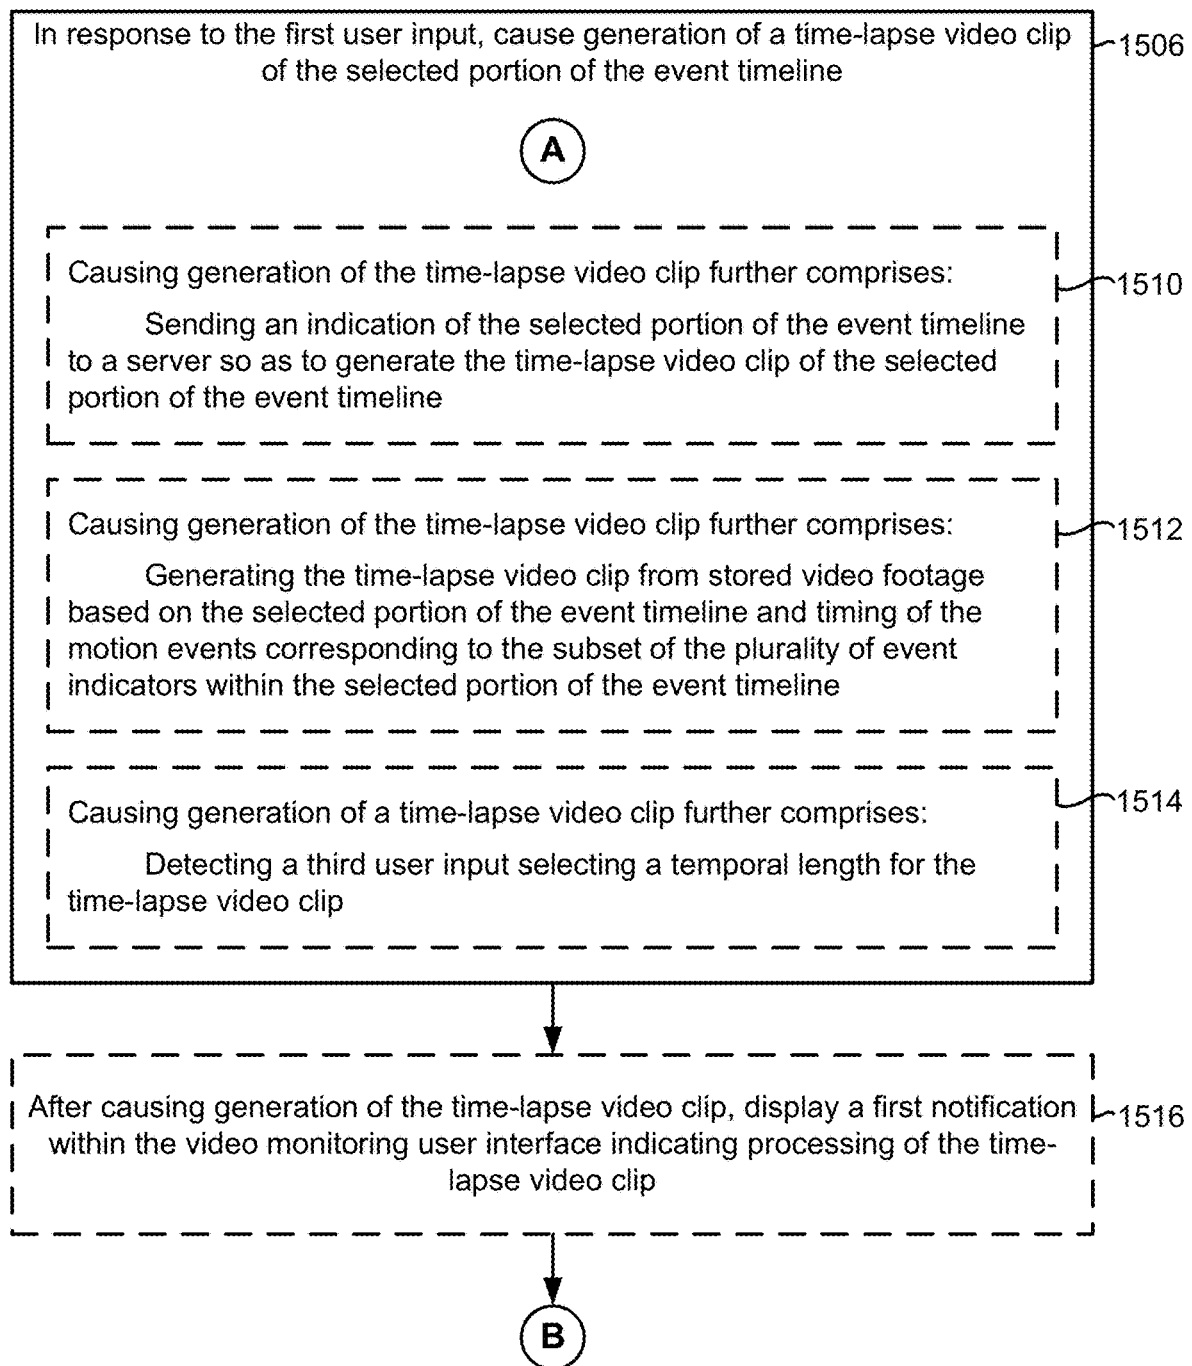 In response to the first user input, cause generation of a time-lapse video clip
of the selected portion of the event timeline
1506
A
Causing generation of the time-lapse video clip further comprises:
1510
Sending an indication of the selected portion of the event timeline
to a server so as to generate the time-lapse video clip of the selected
portion of the event timeline
Causing generation of the time-lapse video clip further comprises:
1512
Generating the time-lapse video clip from stored video footage
based on the selected portion of the event timeline and timing of the
motion events corresponding to the subset of the plurality of event
indicators within the selected portion of the event timeline
Causing generation of a time-lapse video clip further comprises:
1514
Detecting a third user input selecting a temporal length for the
time-lapse video clip
After causing generation of the time-lapse video clip, display a first notification
within the video monitoring user interface indicating processing of the time-
lapse video clip
1516
B